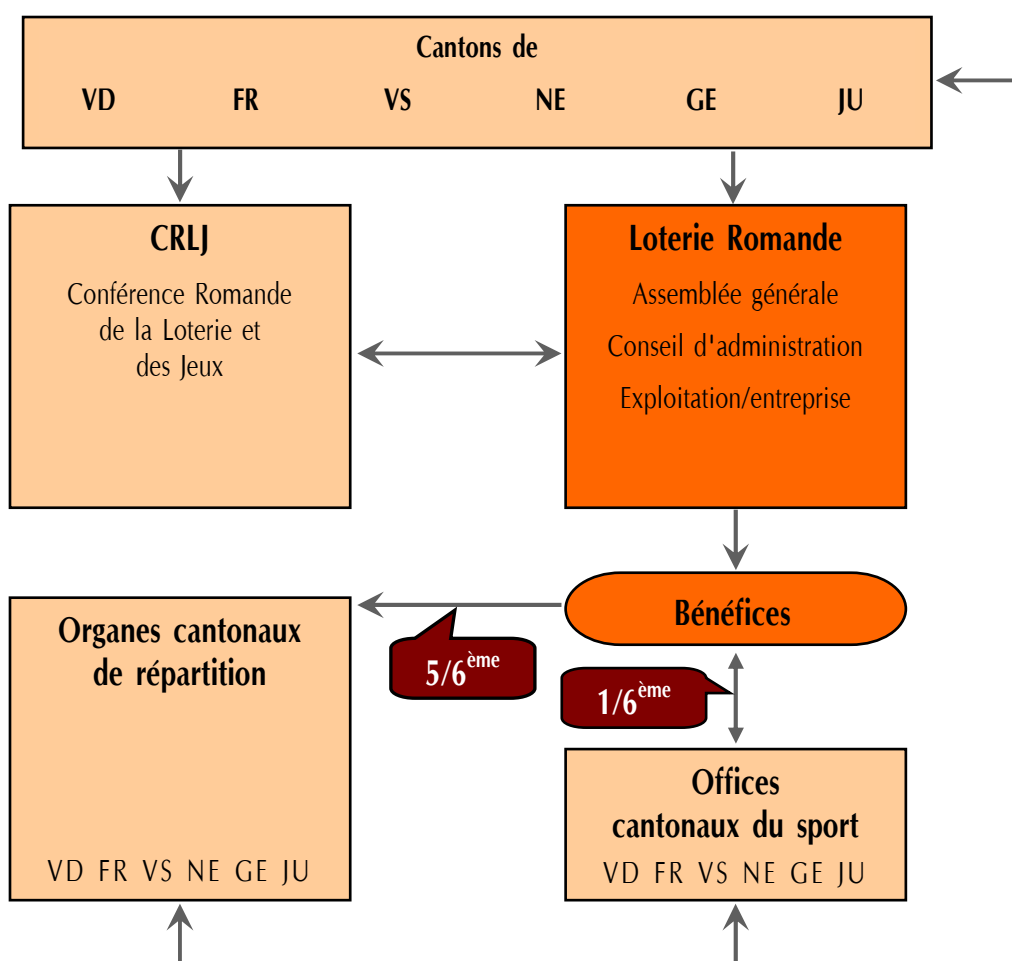 Cantons de
VD FR VS NE GE JU
CRLJ
Conférence Romande
de la Loterie et
des Jeux
Loterie Romande
Assemblée générale
Conseil d'administration
Exploitation/entreprise
Bénéfices
5/6ème
1/6ème
Organes cantonaux
de répartition
VD FR VS NE GE JU
Offices
cantonaux du sport
VD FR VS NE GE JU